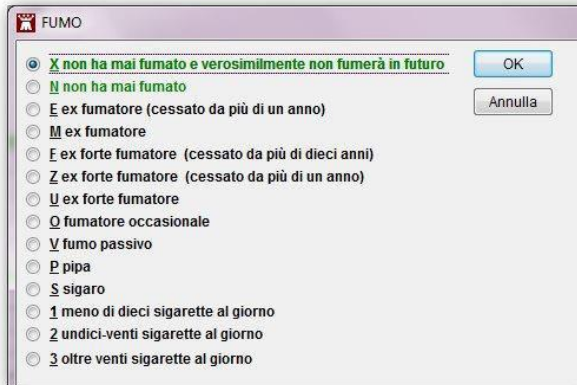 FUMO
X non ha mai fumato e verosimilmente non fumerà in futuro
OK
N non ha mai fumato
Annulla
E ex fumatore (cessato da più di un anno)
M ex fumatore
F ex forte fumatore (cessato da più di dieci anni)
Z ex forte fumatore (cessato da più di un anno)
U ex forte fumatore
O fumatore occasionale
V fumo passivo
P pipa
S sigaro
1 meno di dieci sigarette al giorno
2 undici-venti sigarette al giorno
3 oltre venti sigarette al giorno